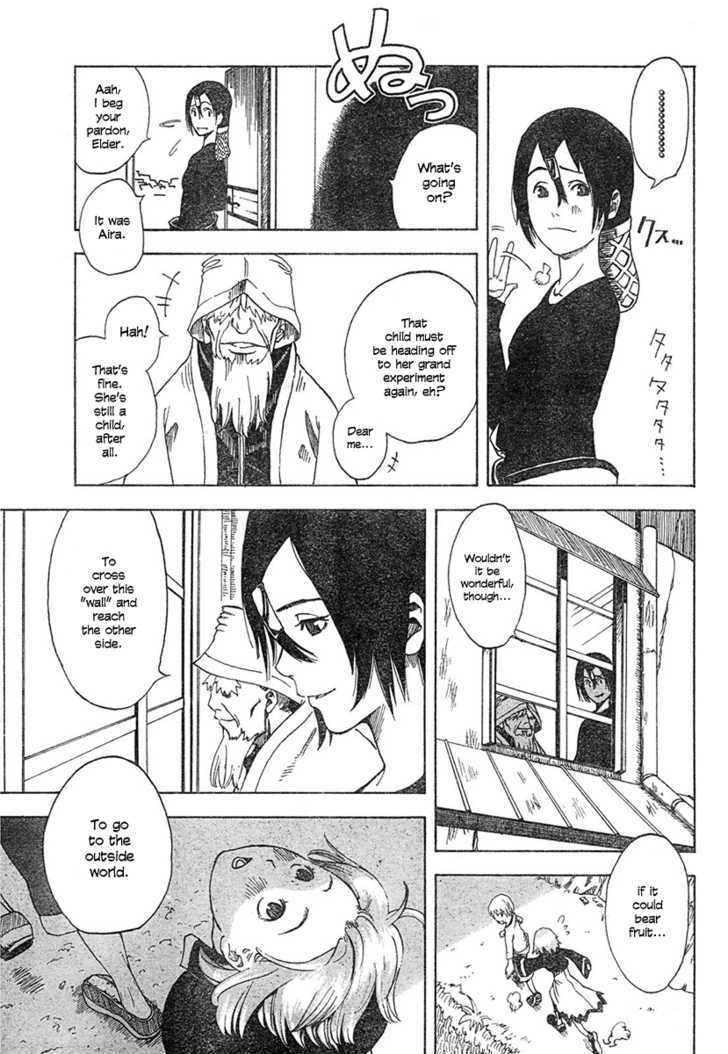 ..........
クス...
タタタタタタ...
ぬっ
What's
going
on?
Aah,
I beg
your
pardon,
Elder.
It was
Aira.
That
child must
be heading off
to her grand
experiment
again, eh?
Dear
me...
Hah!
That's
fine.
She's
still a
child,
after
all.
Wouldn't
it be
wonderful,
though...
To
cross
over this
"wall" and
reach
the other
side.
if it
could
bear
fruit...
To go
to the
outside
world.